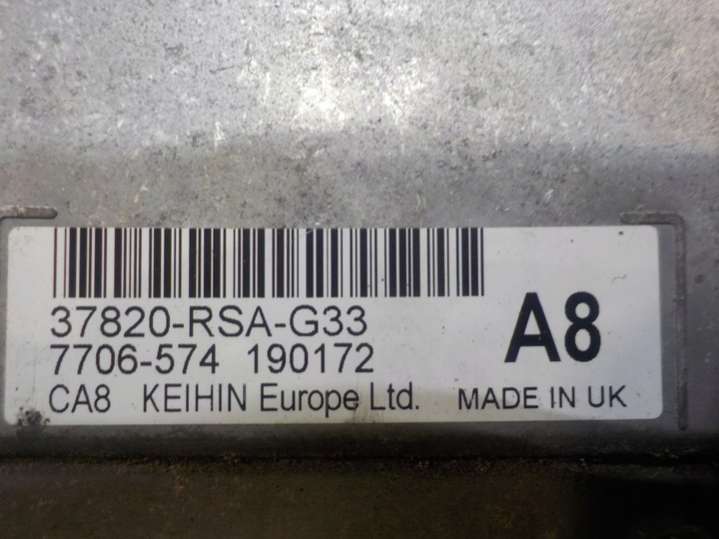 37820-RSA-G33
7706-574 190172
A8
CA8 KEIHIN Europe Ltd. MADE IN UK